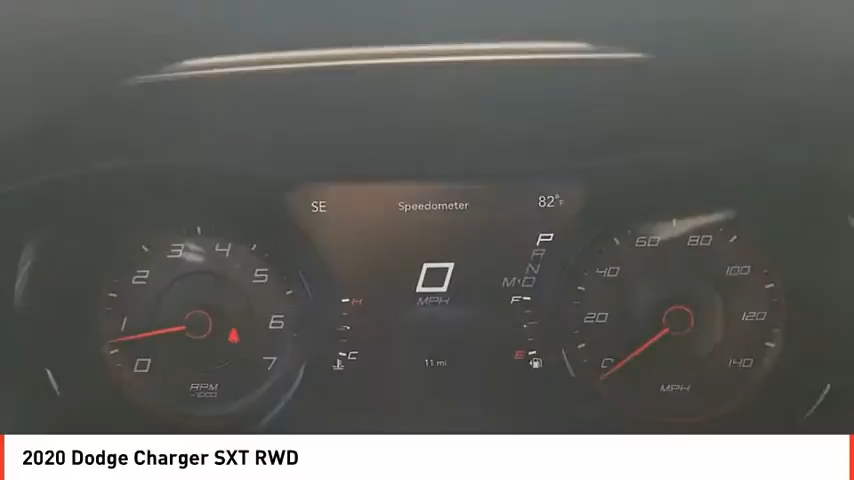 SE Speedometer 82°F
P
R
N
M D
0
MPH
H F
C E
11 mi
0 1 2 3 4 5 6 7
RPM
×1000
0 20 40 60 80 100 120 140
MPH
2020 Dodge Charger SXT RWD